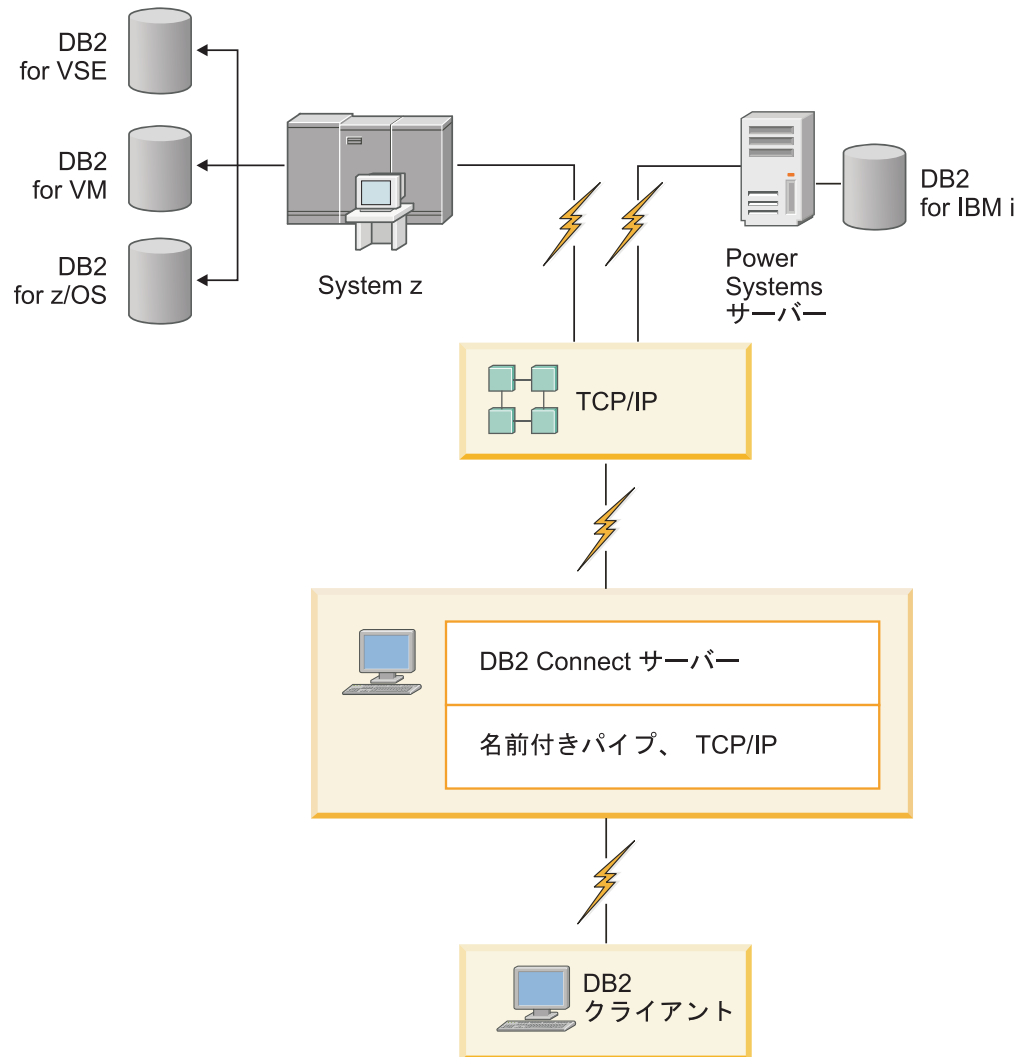 DB2
for VSE
DB2
for VM
DB2
for z/OS
System z
DB2
for IBM i
Power
Systems
サーバー
TCP/IP
DB2 Connect サーバー
名前付きパイプ、 TCP/IP
DB2
クライアント